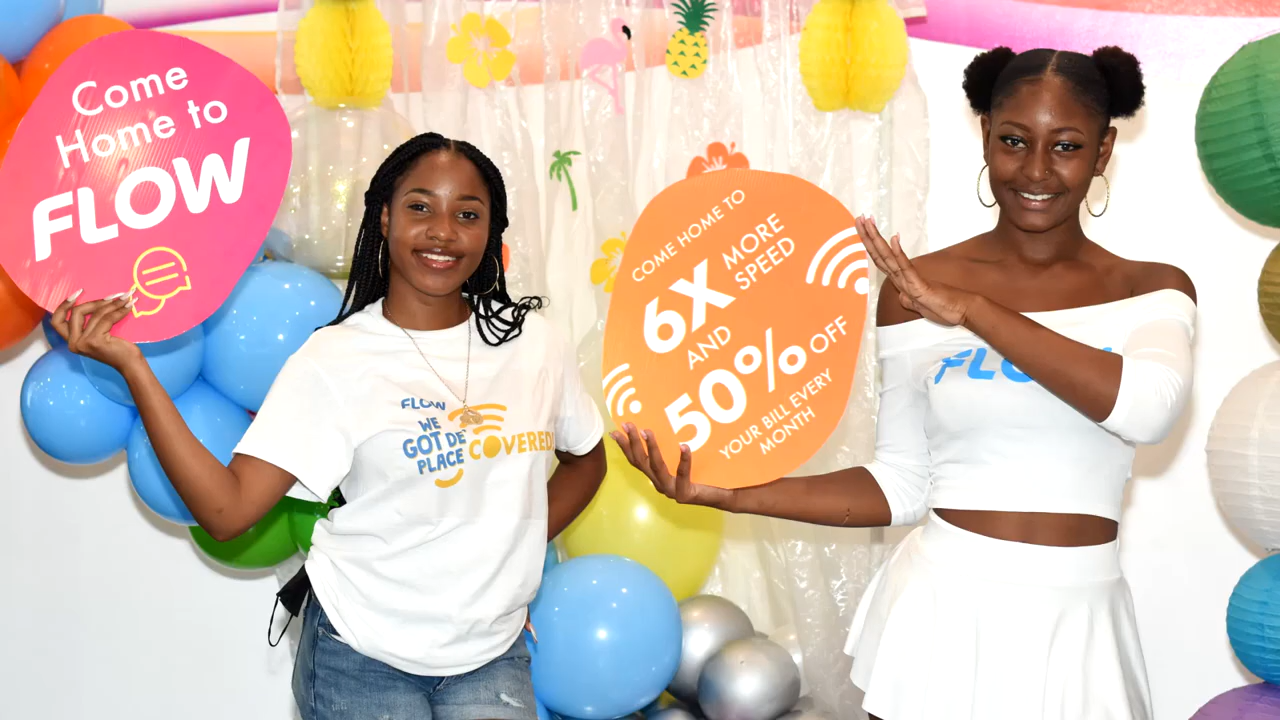 Come
Home to
FLOW
COME HOME TO
6X MORE
SPEED
AND
50% OFF
YOUR BILL EVERY
MONTH
FLOW
WE
GOT DE
PLACE
COVERED!